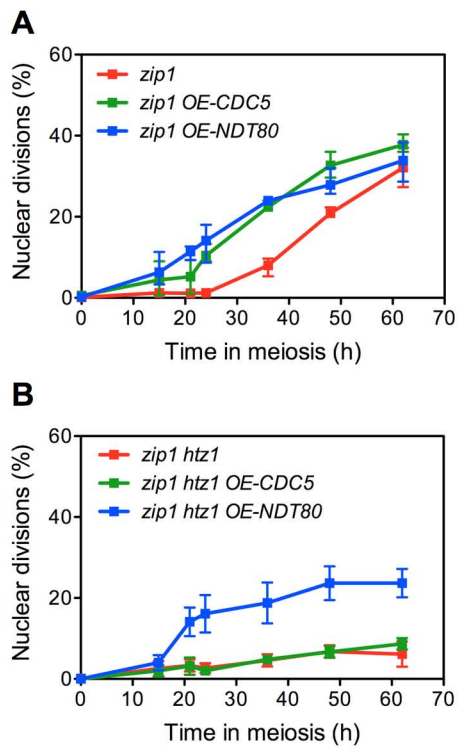 A
60
40
20
0
Nuclear divisions (%)
zip1
zip1 OE-CDC5
zip1 OE-NDT80
0 10 20 30 40 50 60 70
Time in meiosis (h)
B
60
40
20
0
Nuclear divisions (%)
zip1 htz1
zip1 htz1 OE-CDC5
zip1 htz1 OE-NDT80
0 10 20 30 40 50 60 70
Time in meiosis (h)